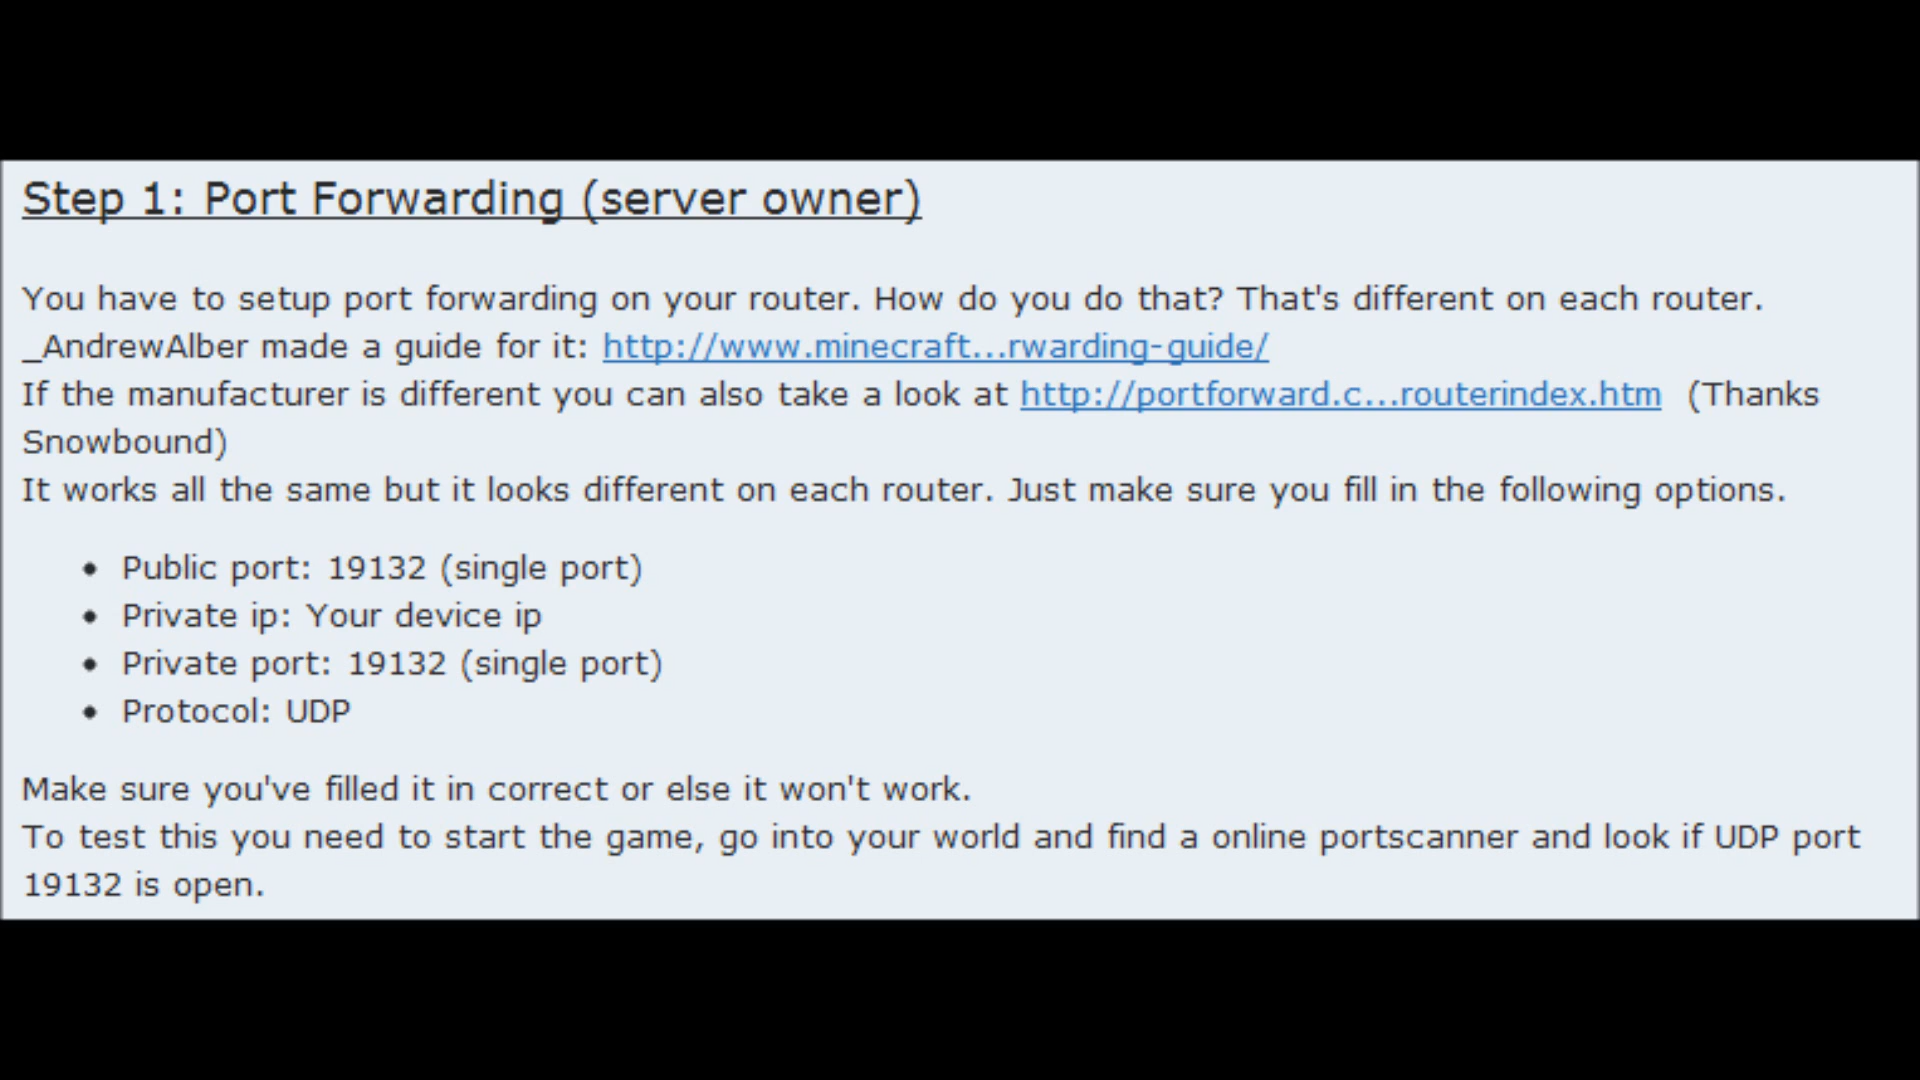 Step 1: Port Forwarding (server owner)
You have to setup port forwarding on your router. How do you do that? That's different on each router.
_AndrewAlber made a guide for it: http://www.minecraft...rwarding-guide/
If the manufacturer is different you can also take a look at http://portforward.c...routerindex.htm (Thanks
Snowbound)
It works all the same but it looks different on each router. Just make sure you fill in the following options.
• Public port: 19132 (single port)
• Private ip: Your device ip
• Private port: 19132 (single port)
• Protocol: UDP
Make sure you've filled it in correct or else it won't work.
To test this you need to start the game, go into your world and find a online portscanner and look if UDP port
19132 is open.